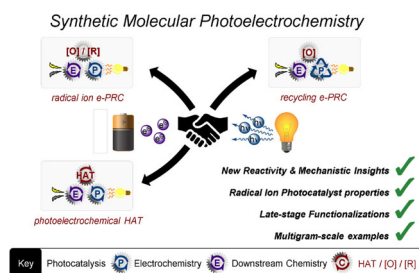 Synthetic Molecular Photoelectrochemistry
[O] / [R]
E
P
radical ion e-PRC
[O]
E
P
recycling e-PRC
HAT
E
P
photoelectrochemical HAT
New Reactivity & Mechanistic Insights
Radical Ion Photocatalyst properties
Late-stage Functionalizations
Multigram-scale examples
Key Photocatalysis P Electrochemistry E Downstream Chemistry C HAT / [O] / [R]